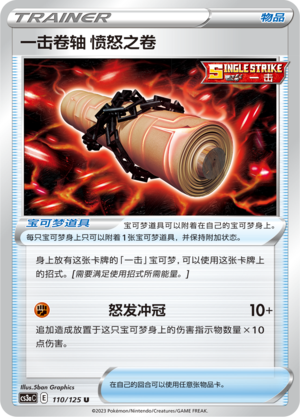 TRAINER
物品
一击卷轴 愤怒之卷
SINGLE STRIKE
一击
宝可梦道具
宝可梦道具可以附着在自己的宝可梦身上。
每只宝可梦身上只可以附着1张宝可梦道具，并保持附加状态。
身上放有这张卡牌的「一击」宝可梦，可以使用这张卡牌上
的招式。[需要满足使用招式所需能量。]
怒发冲冠 10+
追加造成放置于这只宝可梦身上的伤害指示物数量×10
点伤害。
Illus.5ban Graphics
CS3aC E 110/125 U
在自己的回合可以使用任意张物品卡。
©2023 Pokémon/Nintendo/Creatures/GAME FREAK.